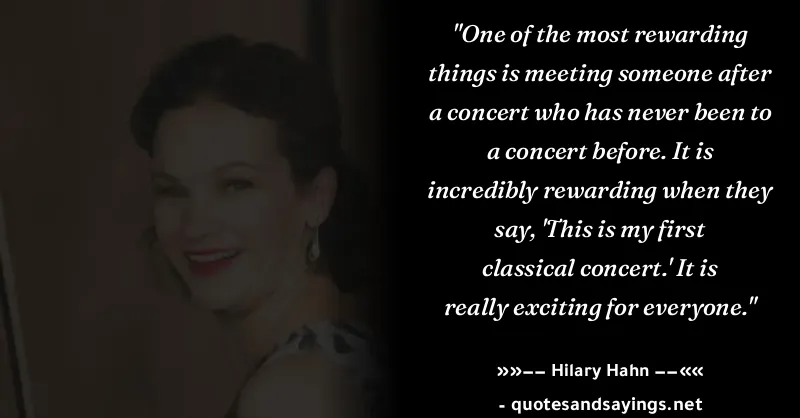 "One of the most rewarding
things is meeting someone after
a concert who has never been to
a concert before. It is
incredibly rewarding when they
say, 'This is my first
classical concert.' It is
really exciting for everyone."
»»−− Hilary Hahn −−««
- quotesandsayings.net